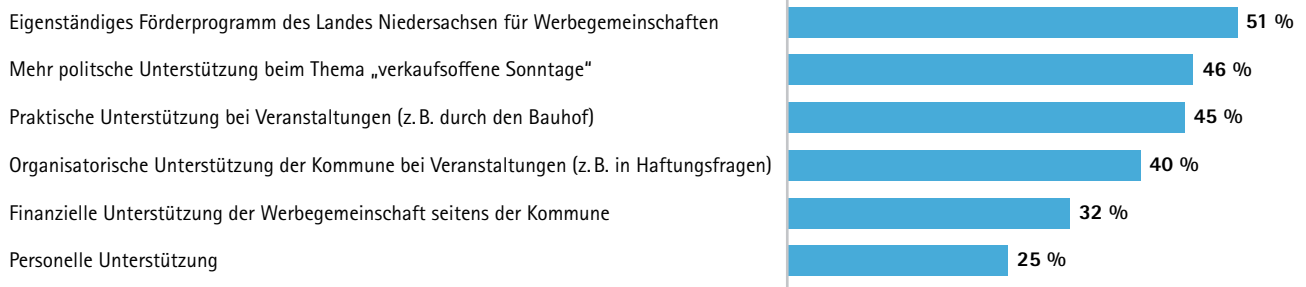 Eigenständiges Förderprogramm des Landes Niedersachsen für Werbegemeinschaften 51 %
Mehr politsche Unterstützung beim Thema „verkaufsoffene Sonntage“ 46 %
Praktische Unterstützung bei Veranstaltungen (z. B. durch den Bauhof) 45 %
Organisatorische Unterstützung der Kommune bei Veranstaltungen (z. B. in Haftungsfragen) 40 %
Finanzielle Unterstützung der Werbegemeinschaft seitens der Kommune 32 %
Personelle Unterstützung 25 %